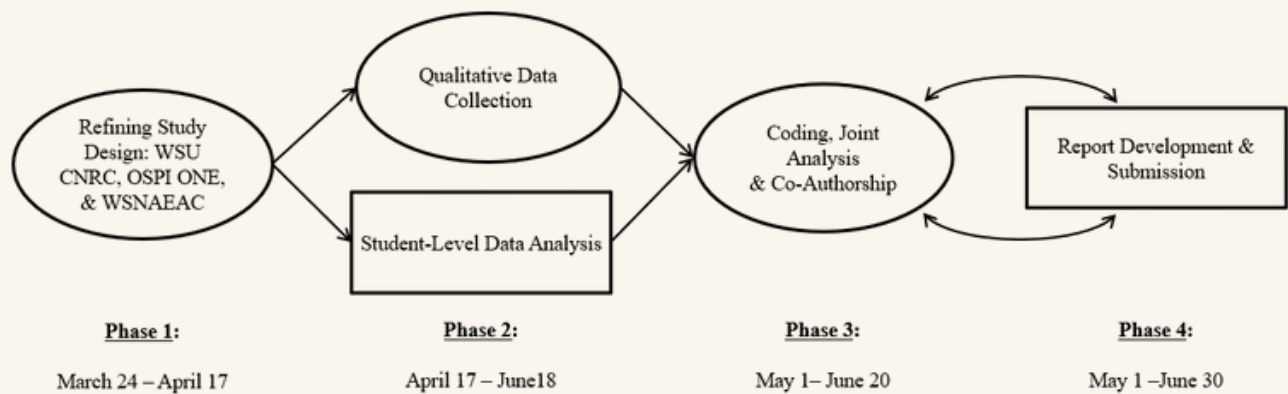 Refining Study
Design: WSU
CNRC, OSPI ONE,
& WSNAEAC
Qualitative Data
Collection
Student-Level Data Analysis
Coding, Joint
Analysis
& Co-Authorship
Report Development &
Submission
Phase 1:
March 24 – April 17
Phase 2:
April 17 – June18
Phase 3:
May 1– June 20
Phase 4:
May 1 –June 30